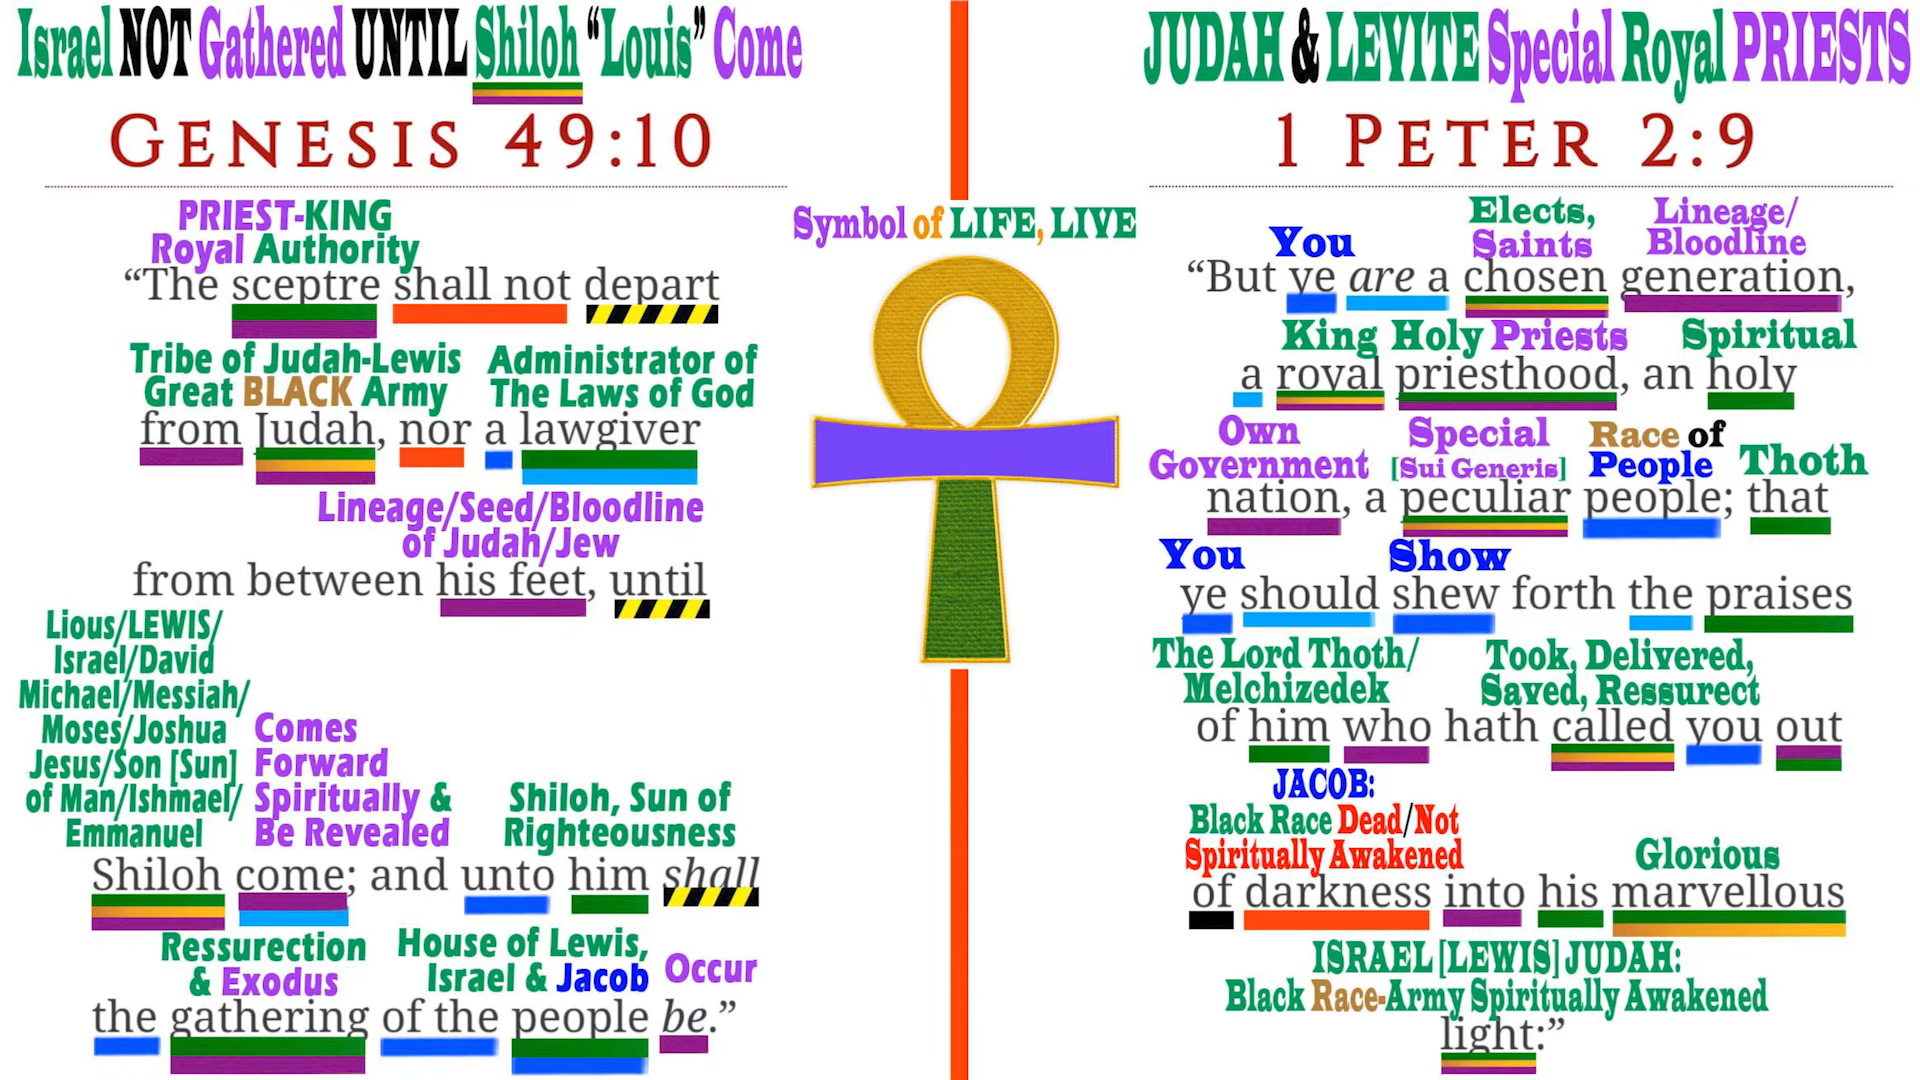 Israel NOT Gathered UNTIL Shiloh “Louis” Come
GENESIS 49:10
PRIEST-KING
Royal Authority
“The sceptre shall not depart
Tribe of Judah-Lewis
Great BLACK Army
Administrator of
The Laws of God
from Judah, nor a lawgiver
Lineage/Seed/Bloodline
of Judah/Jew
from between his feet, until
Lious/LEWIS/
Israel/David
Michael/Messiah/
Moses/Joshua
Jesus/Son [Sun]
of Man/Ishmael/
Emmanuel
Comes
Forward
Spiritually &
Be Revealed
Shiloh, Sun of
Righteousness
Shiloh come; and unto him shall
Ressurection
& Exodus
House of Lewis,
Israel & Jacob
Occur
the gathering of the people be.”
Symbol of LIFE, LIVE
JUDAH & LEVITE Special Royal PRIESTS
1 PETER 2:9
You
Elects,
Saints
Lineage/
Bloodline
“But ye are a chosen generation,
King Holy Priests Spiritual
a royal priesthood, an holy
Own
Government
Special
[Sui Generis]
Race of
People
Thoth
nation, a peculiar people; that
You Show
ye should shew forth the praises
The Lord Thoth/
Melchizedek
Took, Delivered,
Saved, Ressurect
of him who hath called you out
JACOB:
Black Race Dead/Not
Spiritually Awakened
Glorious
of darkness into his marvellous
ISRAEL [LEWIS] JUDAH:
Black Race-Army Spiritually Awakened
light:”